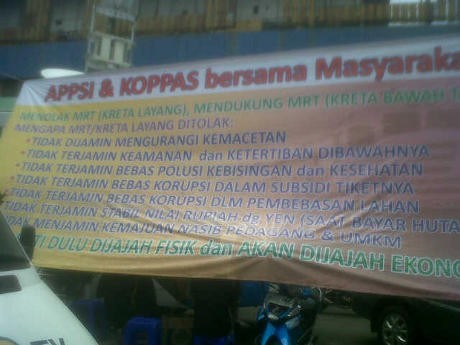 APPSI & KOPPAS bersama Masyaraka
MENOLAK MRT (KRETA LAYANG), MENDUKUNG MRT (KRETA BAWAH T
MENGAPA MRT/KRETA LAYANG DITOLAK:
*TIDAK DIJAMIN MENGURANGI KEMACETAN
*TIDAK TERJAMIN KEAMANAN dan KETERTIBAN DIBAWAHNYA
*TIDAK TERJAMIN BEBAS POLUSI KEBISINGAN dan KESEHATAN
*TIDAK TERJAMIN BEBAS KORUPSI DALAM SUBSIDI TIKETNYA
*TIDAK TERJAMIN BEBAS KORUPSI DLM PEMBEBASAN LAHAN
TIDAK TERJAMIN STABIL NILAI RUPIAH dg YEN (SAAT BAYAR HUTA
TIDAK MENJAMIN KEMAJUAN NASIB PEDAGANG & UMKM
TI DULU DIJAJAH FISIK dan AKAN DIJAJAH EKONO